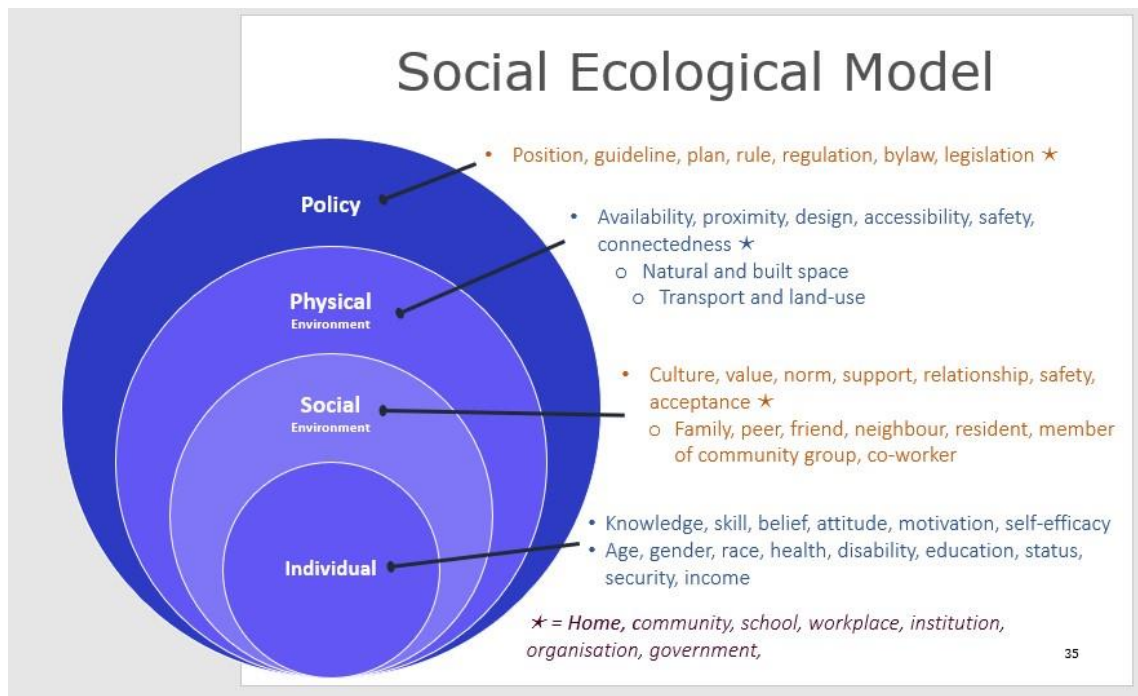 Social Ecological Model
• Position, guideline, plan, rule, regulation, bylaw, legislation ★
Policy
• Availability, proximity, design, accessibility, safety,
connectedness ★
o Natural and built space
o Transport and land-use
Physical
Environment
• Culture, value, norm, support, relationship, safety,
acceptance ★
o Family, peer, friend, neighbour, resident, member
of community group, co-worker
Social
Environment
• Knowledge, skill, belief, attitude, motivation, self-efficacy
• Age, gender, race, health, disability, education, status,
security, income
Individual
★ = Home, community, school, workplace, institution,
organisation, government,
35